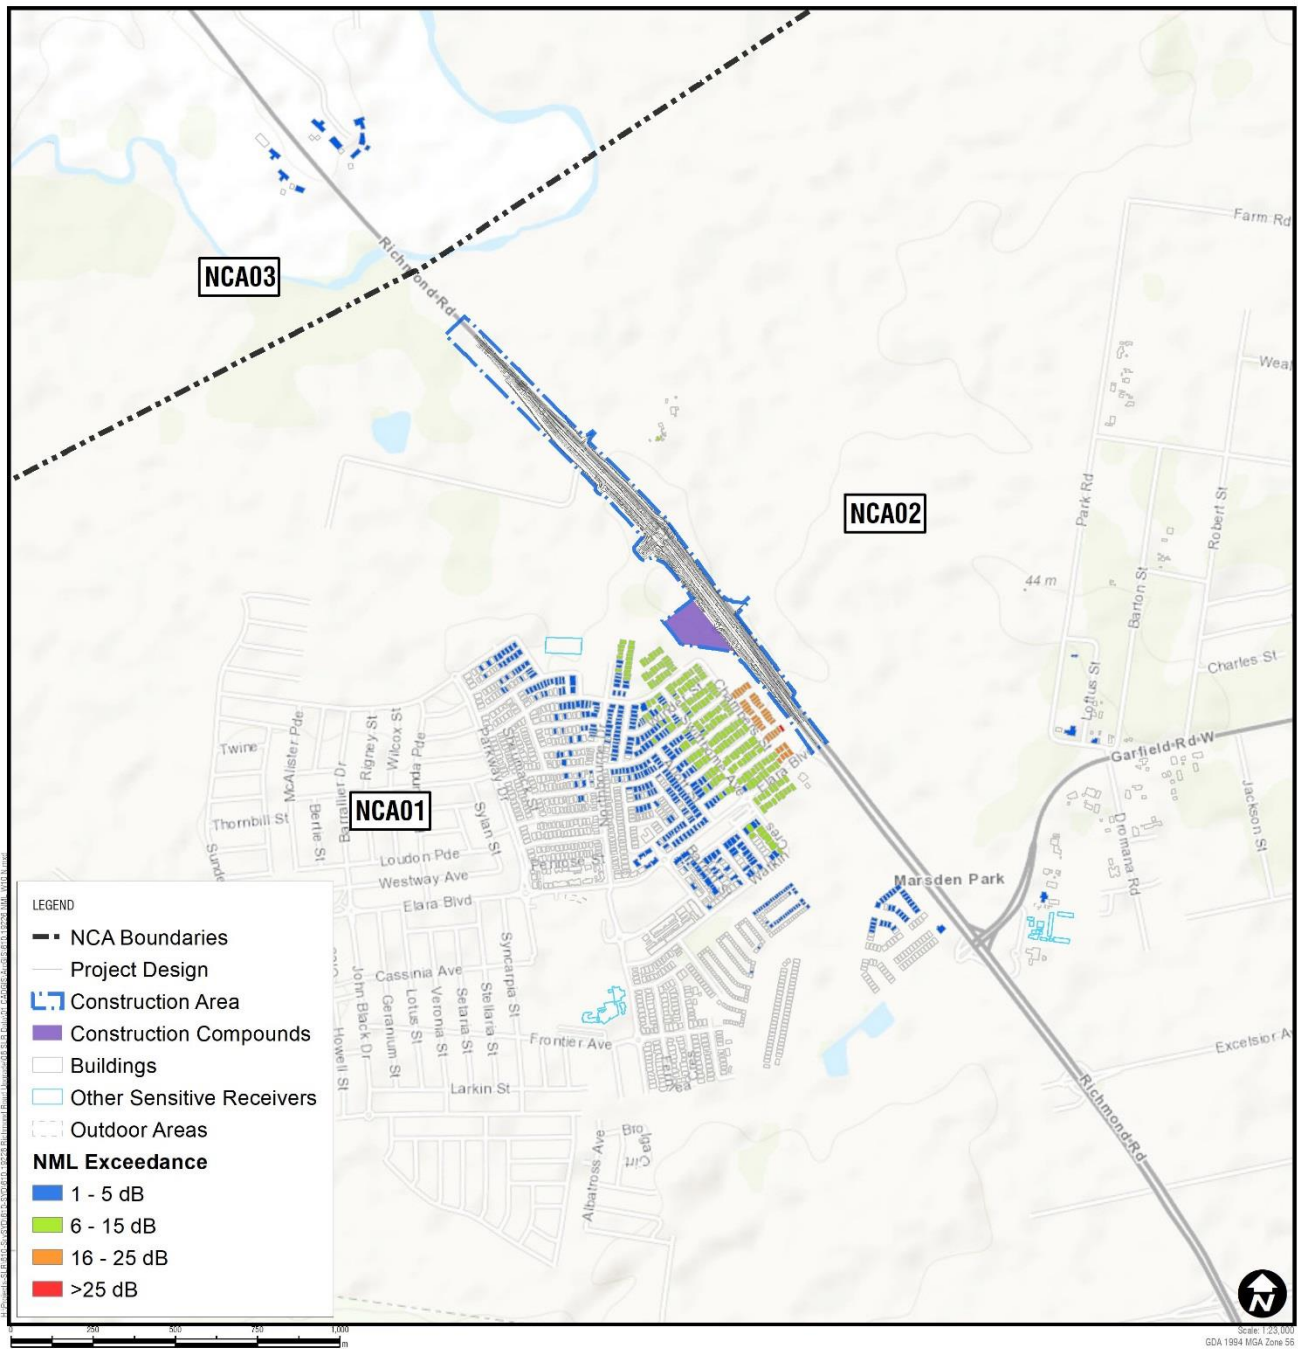 Farm Rd
NCA03
Richmond Rd
Park Rd
Robert St
NCA02
44 m
Barton St
Charles St
Loftus St
Garfield Rd W
Twine
McAlister Pde
Rigney St
Wilcox St
Parkway Dr
NCA01
Barrallier Dr
Bertie St
Thornbill St
Sylan St
Elara Blv
Jackson St
Dromana Rd
Loudon Pde
Westway Ave
Elara Blvd
Marsden Park
Cassinia Ave
John Black Dr
Geranium St
Lotus St
Veronia St
Setaria St
Stellaria St
Syncarpia St
Howell St
Frontier Ave
Larkin St
Excelsior A
Richmond Rd
Albatross Ave
LEGEND
NCA Boundaries
Project Design
Construction Area
Construction Compounds
Buildings
Other Sensitive Receivers
Outdoor Areas
NML Exceedance
1 - 5 dB
6 - 15 dB
16 - 25 dB
>25 dB
N
0 250 500 750 1,000
m
Scale: 1:23,000
GDA 1994 MGA Zone 56